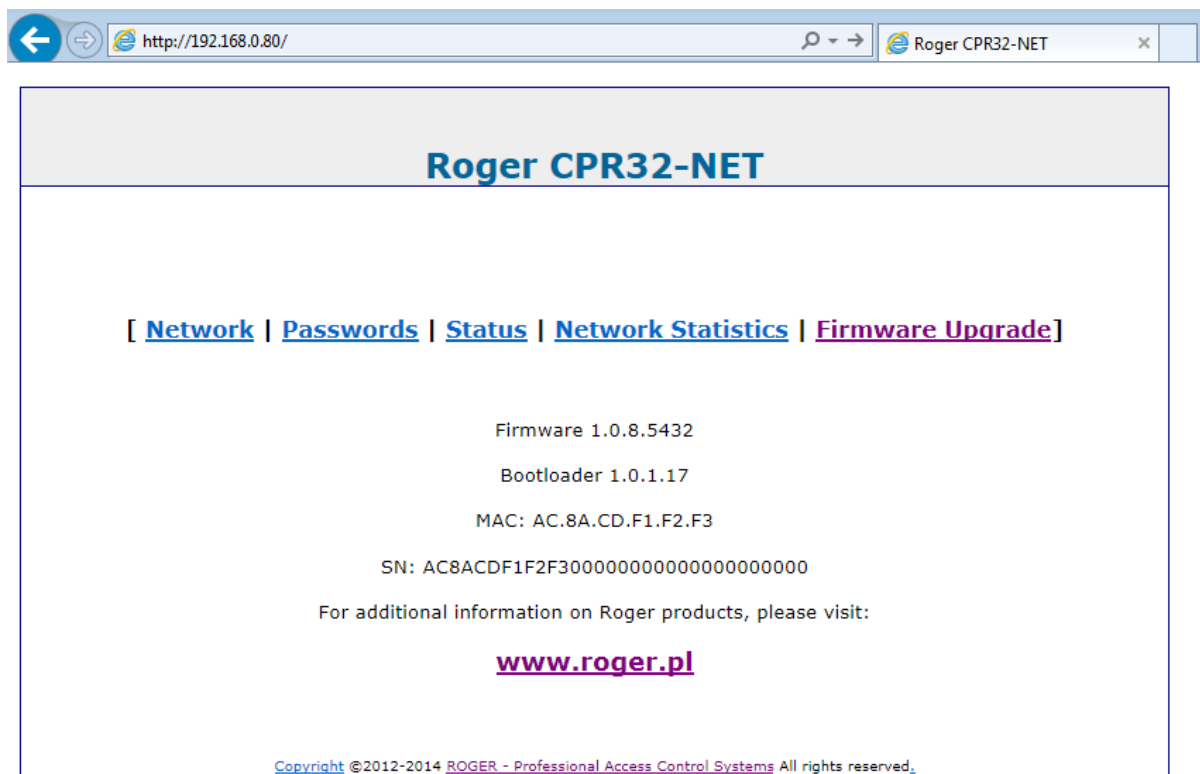 http://192.168.0.80/
Roger CPR32-NET
Roger CPR32-NET
[ Network | Passwords | Status | Network Statistics | Firmware Upgrade]
Firmware 1.0.8.5432
Bootloader 1.0.1.17
MAC: AC.8A.CD.F1.F2.F3
SN: AC8ACDF1F2F300000000000000000000
For additional information on Roger products, please visit:
www.roger.pl
Copyright ©2012-2014 ROGER - Professional Access Control Systems All rights reserved.